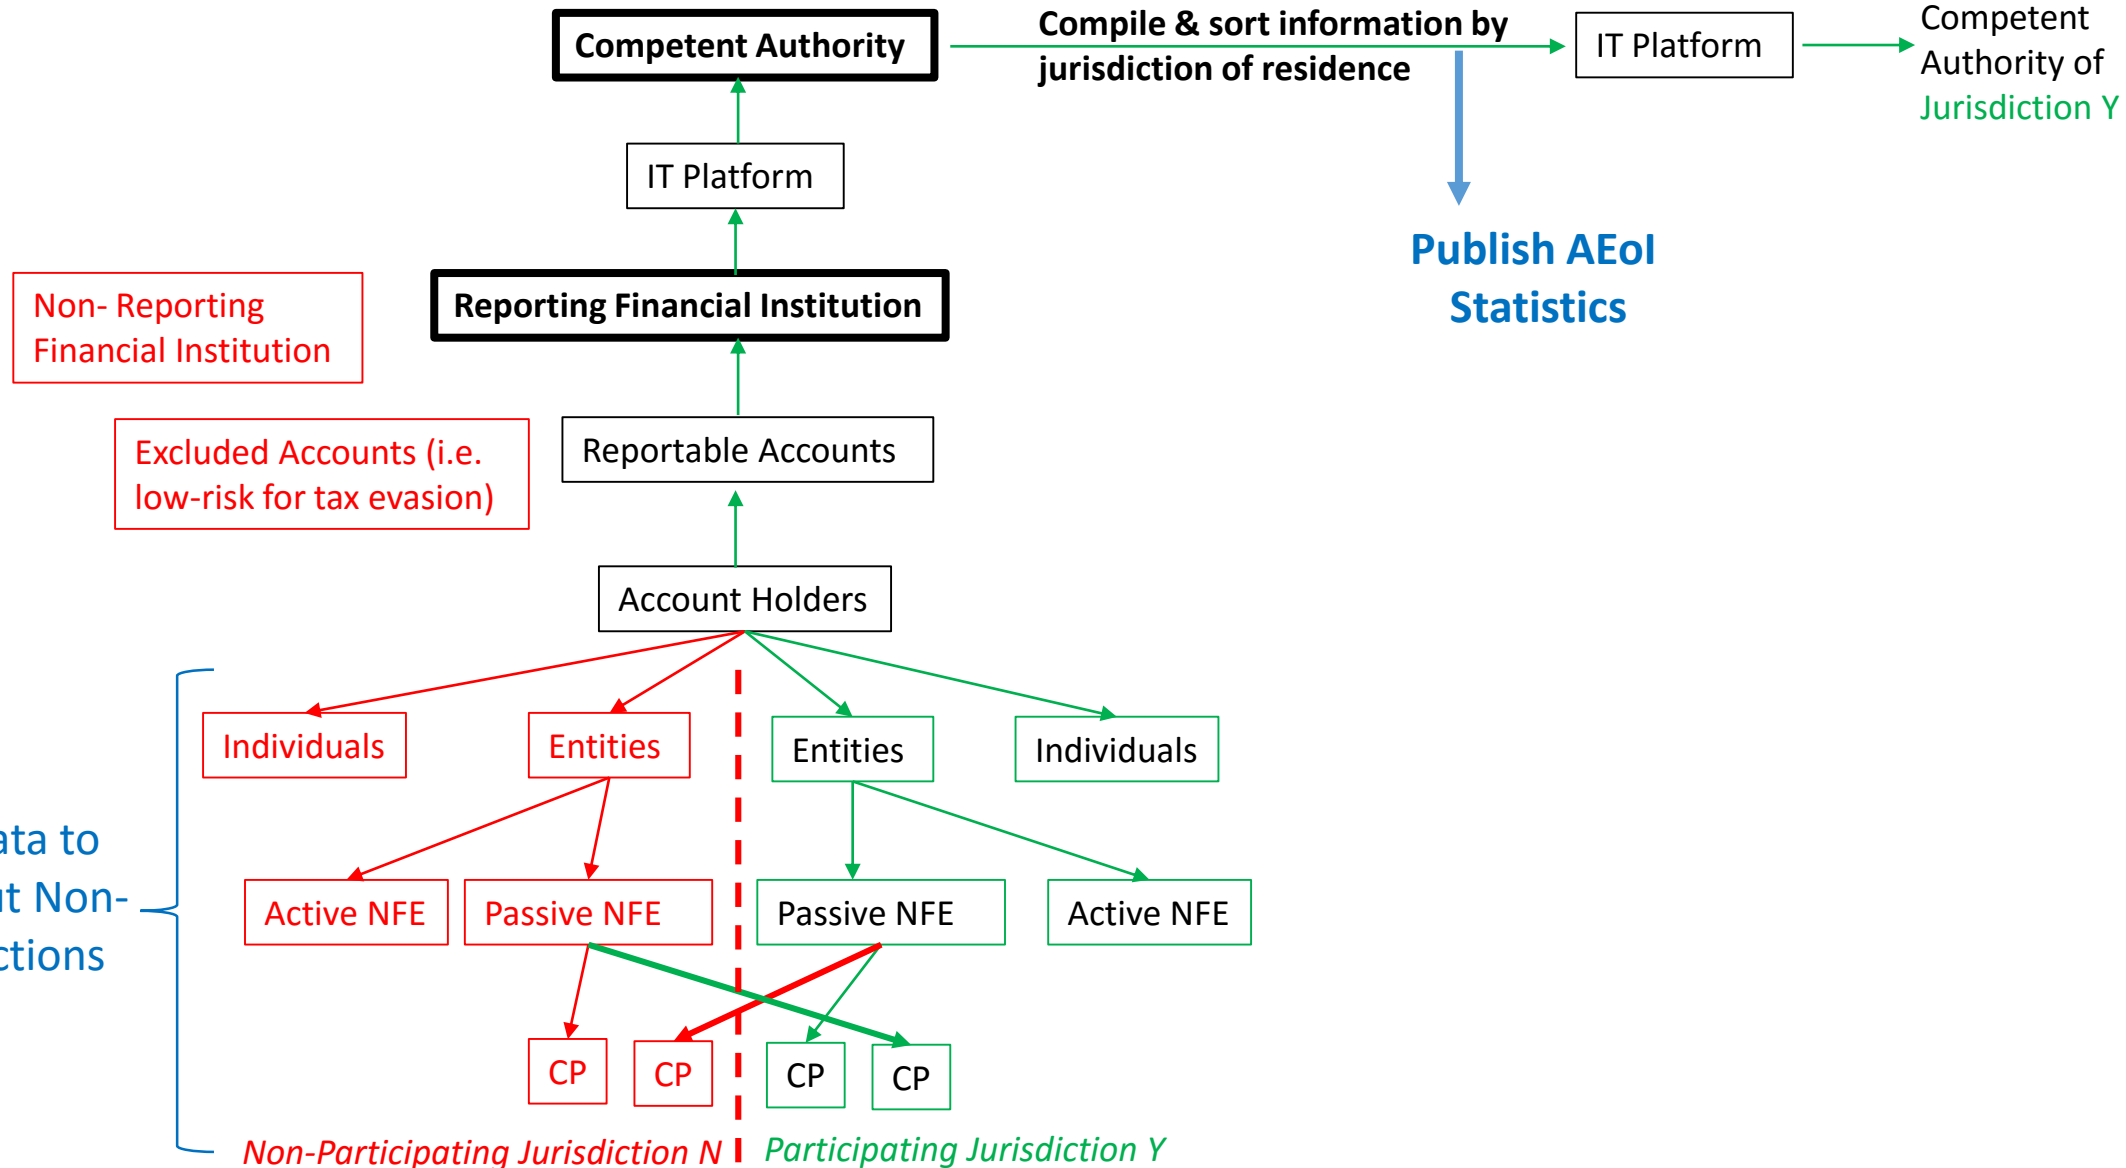 Competent Authority
Compile & sort information by
jurisdiction of residence
IT Platform
Competent
Authority of
Jurisdiction Y
IT Platform
Publish AEoI
Statistics
Non- Reporting
Financial Institution
Reporting Financial Institution
Excluded Accounts (i.e.
low-risk for tax evasion)
Reportable Accounts
Account Holders
Individuals
Entities
Entities
Individuals
to
Non-
Active NFE
Passive NFE
Passive NFE
Active NFE
CP
CP
CP
CP
Non-Participating Jurisdiction N
Participating Jurisdiction Y